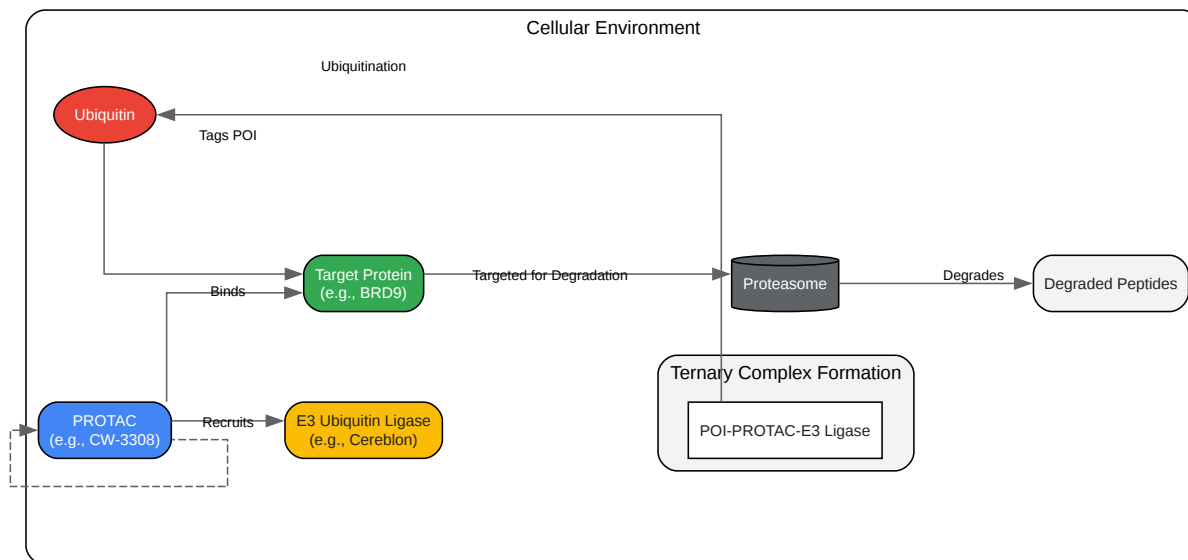 Cellular Environment
Ubiquitination
Ubiquitin
Tags POI
Target Protein
(e.g., BRD9)
Targeted for Degradation
Proteasome
Degrades
Degraded Peptides
Binds
Ternary Complex Formation
PROTAC
(e.g., CW-3308)
Recruits
E3 Ubiquitin Ligase
(e.g., Cereblon)
POI-PROTAC-E3 Ligase